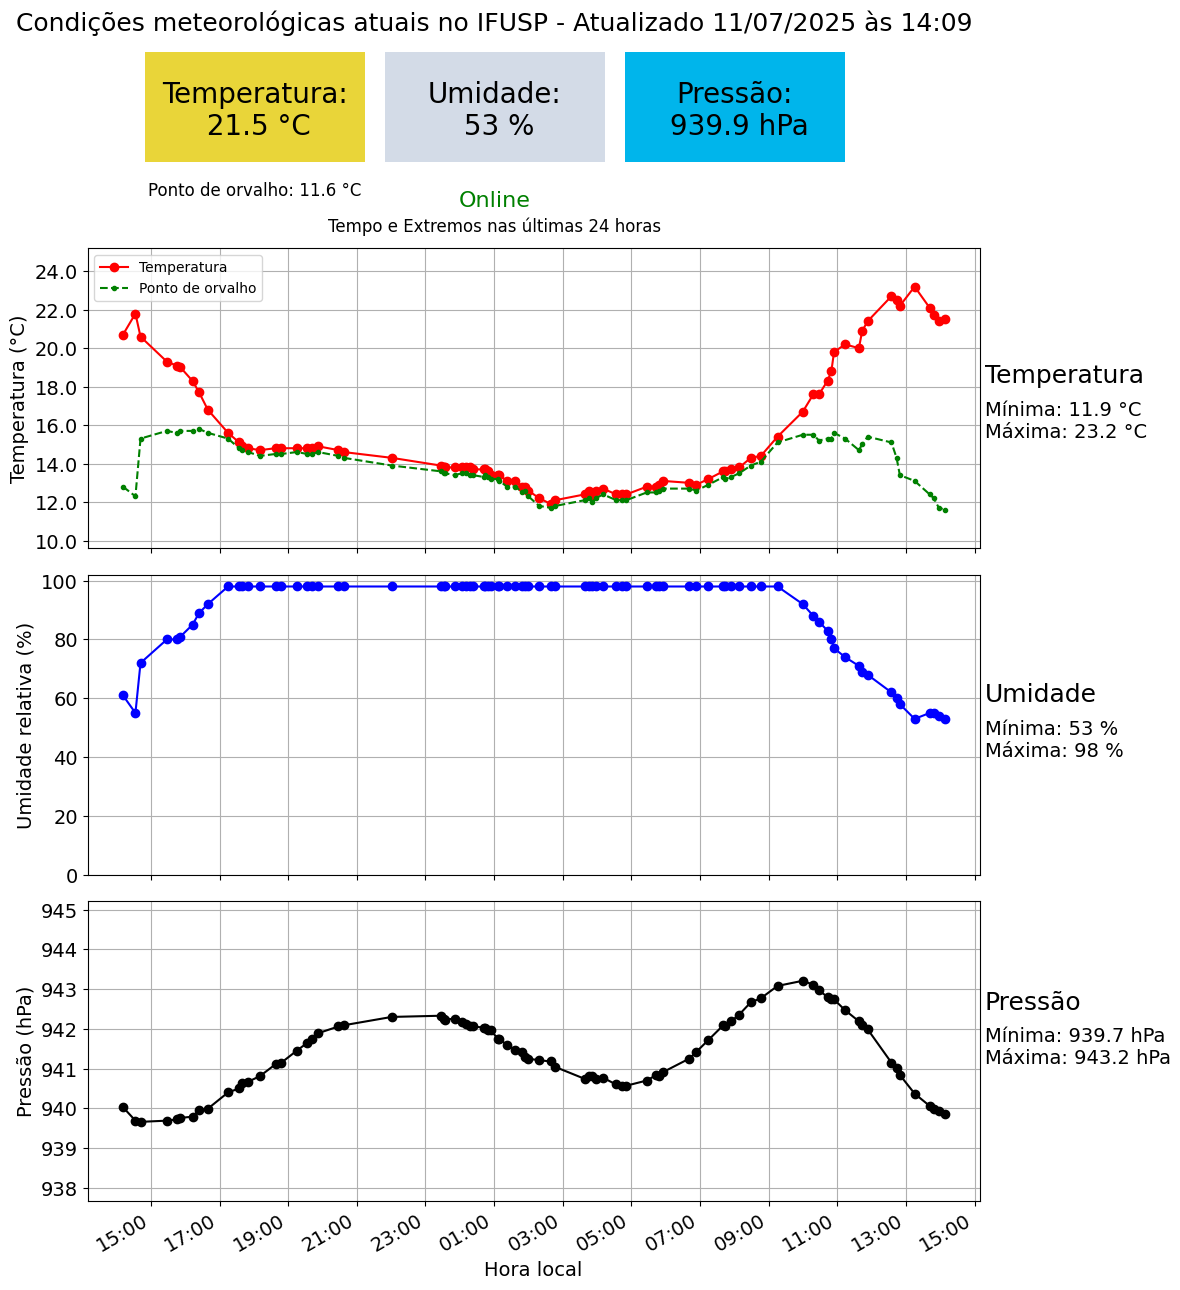 Condições meteorológicas atuais no IFUSP - Atualizado 11/07/2025 às 14:09
Temperatura:
21.5 °C
Umidade:
53 %
Pressão:
939.9 hPa
Ponto de orvalho: 11.6 °C
Online
Tempo e Extremos nas últimas 24 horas
Temperatura (°C)
24.0
22.0
20.0
18.0
16.0
14.0
12.0
10.0
Temperatura
Ponto de orvalho
Temperatura
Mínima: 11.9 °C
Máxima: 23.2 °C
Umidade relativa (%)
100
80
60
40
20
0
Umidade
Mínima: 53 %
Máxima: 98 %
Pressão (hPa)
945
944
943
942
941
940
939
938
Pressão
Mínima: 939.7 hPa
Máxima: 943.2 hPa
15:00 17:00 19:00 21:00 23:00 01:00 03:00 05:00 07:00 09:00 11:00 13:00 15:00
Hora local